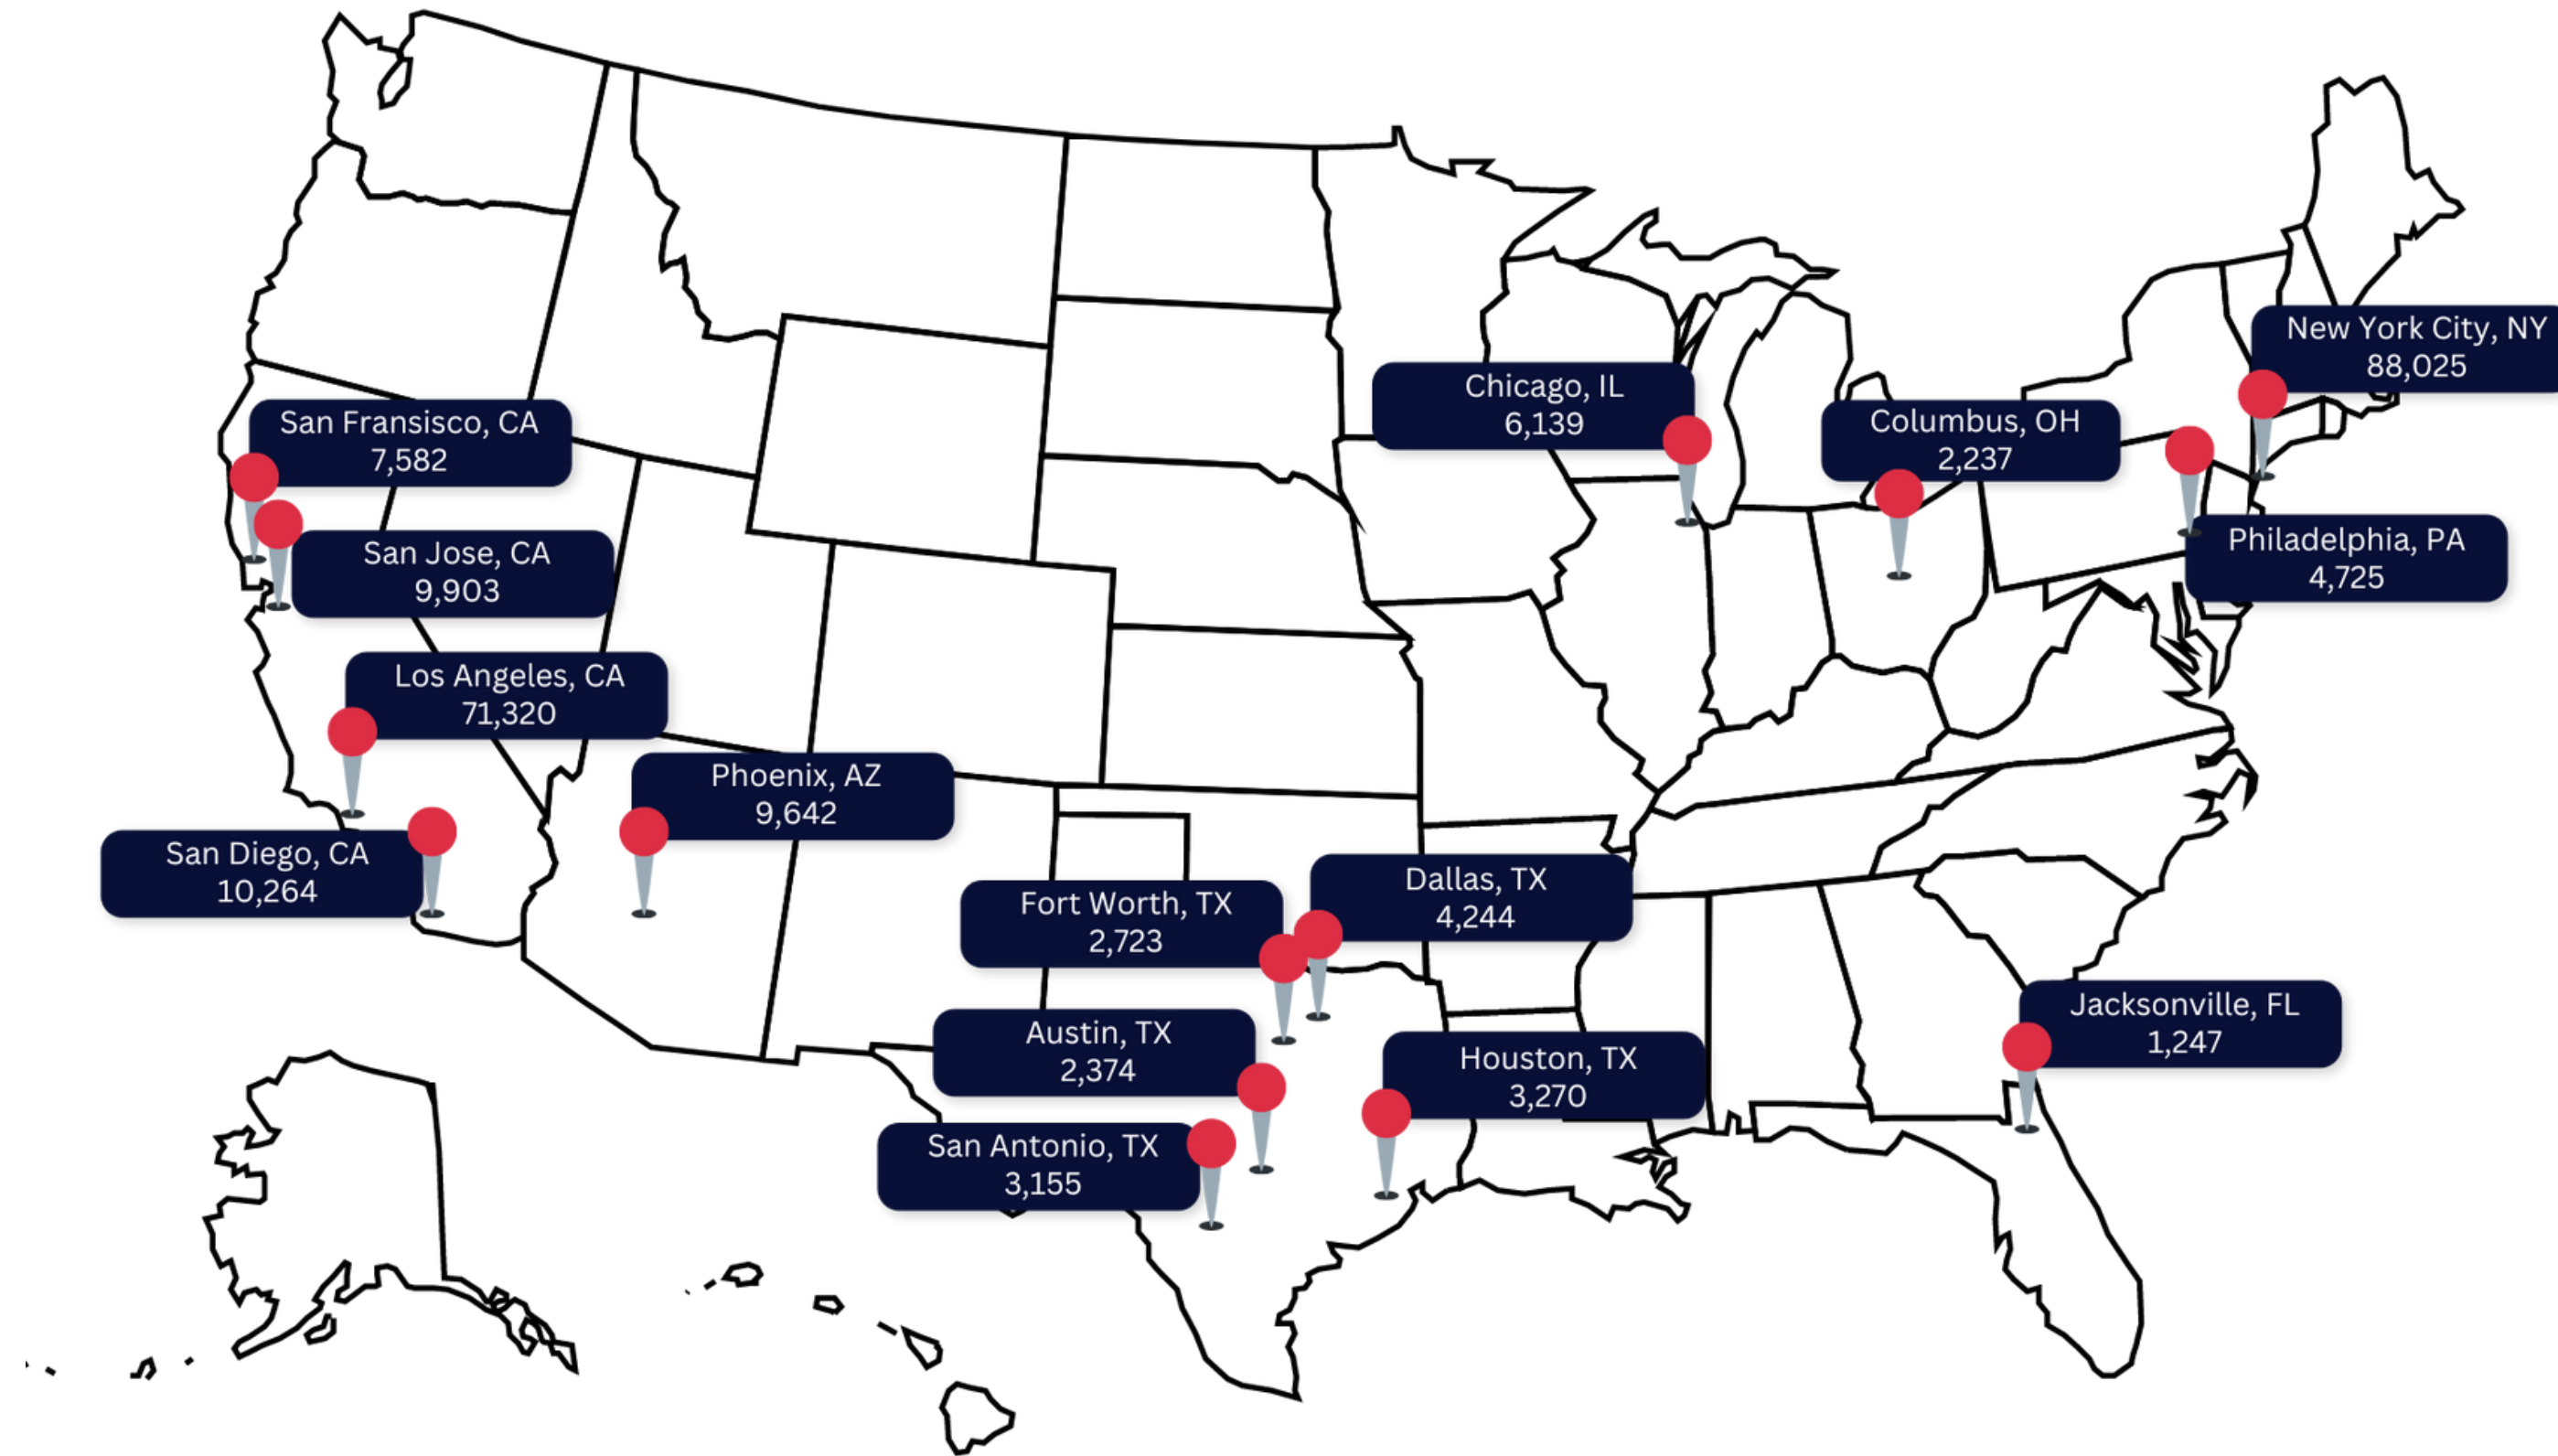 New York City, NY
88,025
Chicago, IL
6,139
Columbus, OH
2,237
San Fransisco, CA
7,582
Philadelphia, PA
4,725
San Jose, CA
9,903
Los Angeles, CA
71,320
Phoenix, AZ
9,642
San Diego, CA
10,264
Dallas, TX
4,244
Fort Worth, TX
2,723
Jacksonville, FL
1,247
Austin, TX
2,374
Houston, TX
3,270
San Antonio, TX
3,155